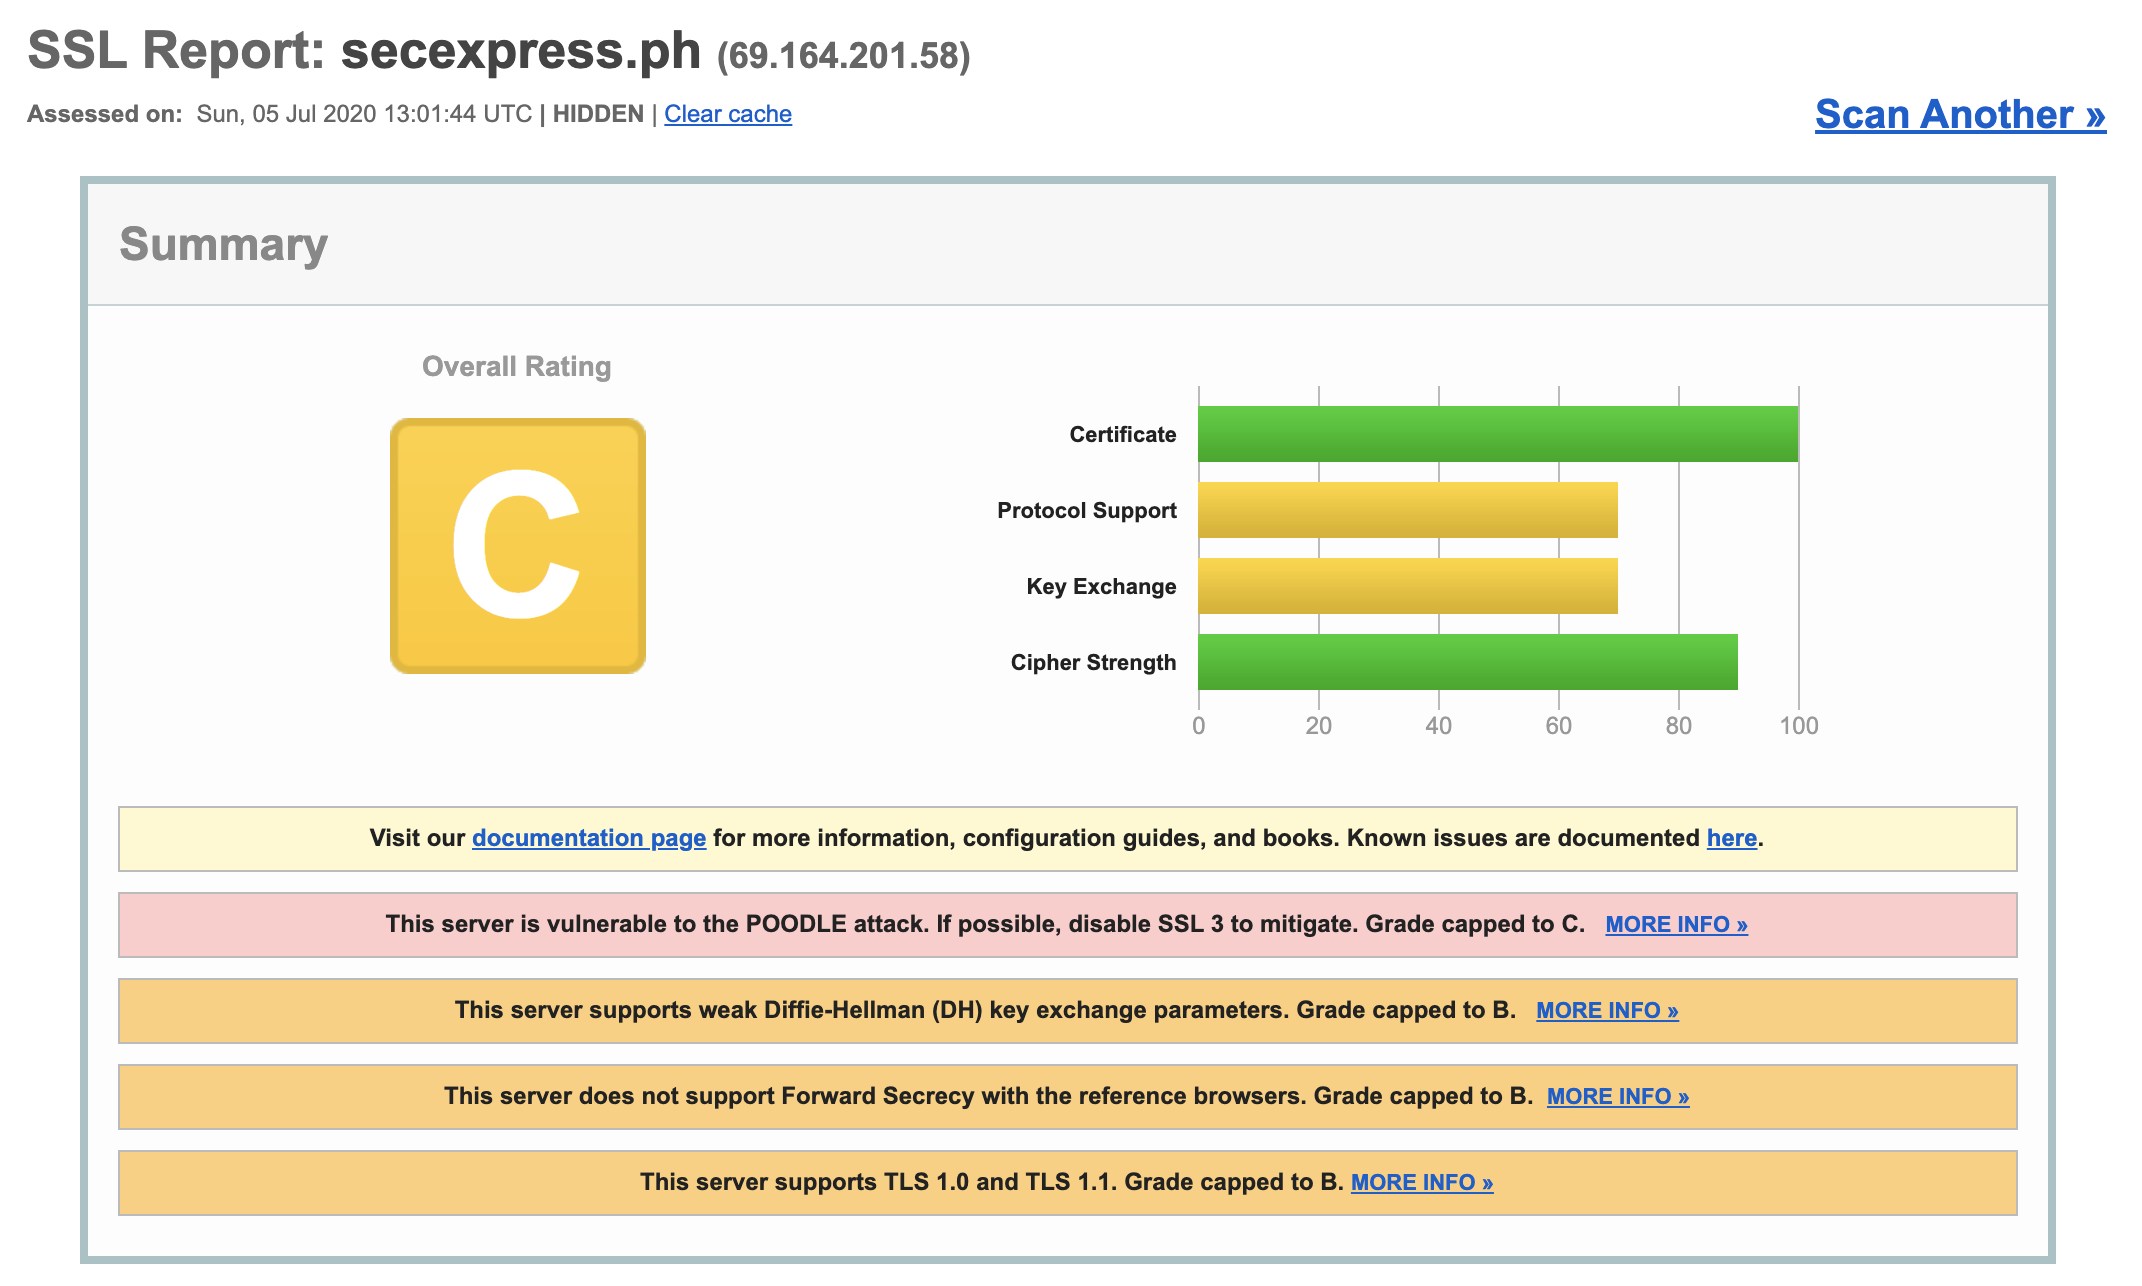 SSL Report: secexpress.ph (69.164.201.58)
Assessed on: Sun, 05 Jul 2020 13:01:44 UTC | HIDDEN | Clear cache
Scan Another »
Summary
Overall Rating
C
Certificate
Protocol Support
Key Exchange
Cipher Strength
0 20 40 60 80 100
Visit our documentation page for more information, configuration guides, and books. Known issues are documented here.
This server is vulnerable to the POODLE attack. If possible, disable SSL 3 to mitigate. Grade capped to C. MORE INFO »
This server supports weak Diffie-Hellman (DH) key exchange parameters. Grade capped to B. MORE INFO »
This server does not support Forward Secrecy with the reference browsers. Grade capped to B. MORE INFO »
This server supports TLS 1.0 and TLS 1.1. Grade capped to B. MORE INFO »